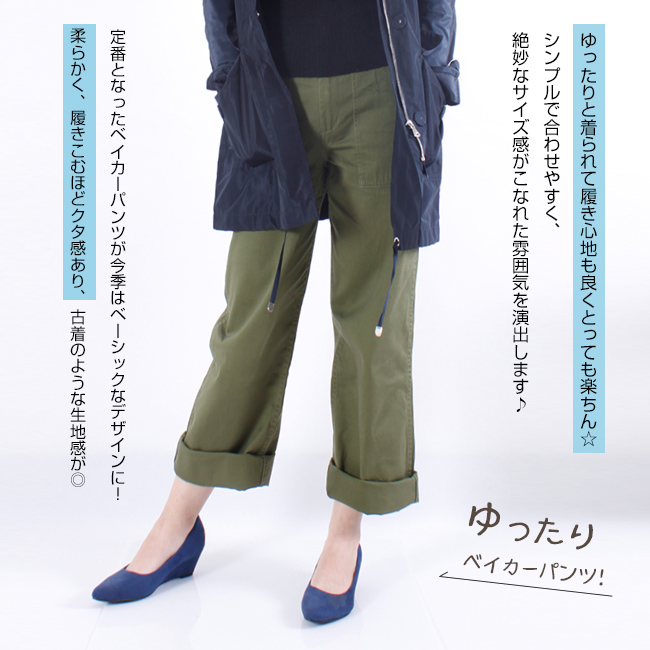 ゆったりと着られて履き心地も良くとっても楽ちん☆
シンプルで合わせやすく、
絶妙なサイズ感がこなれた雰囲気を演出します♪
定番となったベイカーパンツが今季はベーシックなデザインに！
柔らかく、履きこむほどクタ感あり、古着のような生地感が◎
ゆったり
ベイカーパンツ！